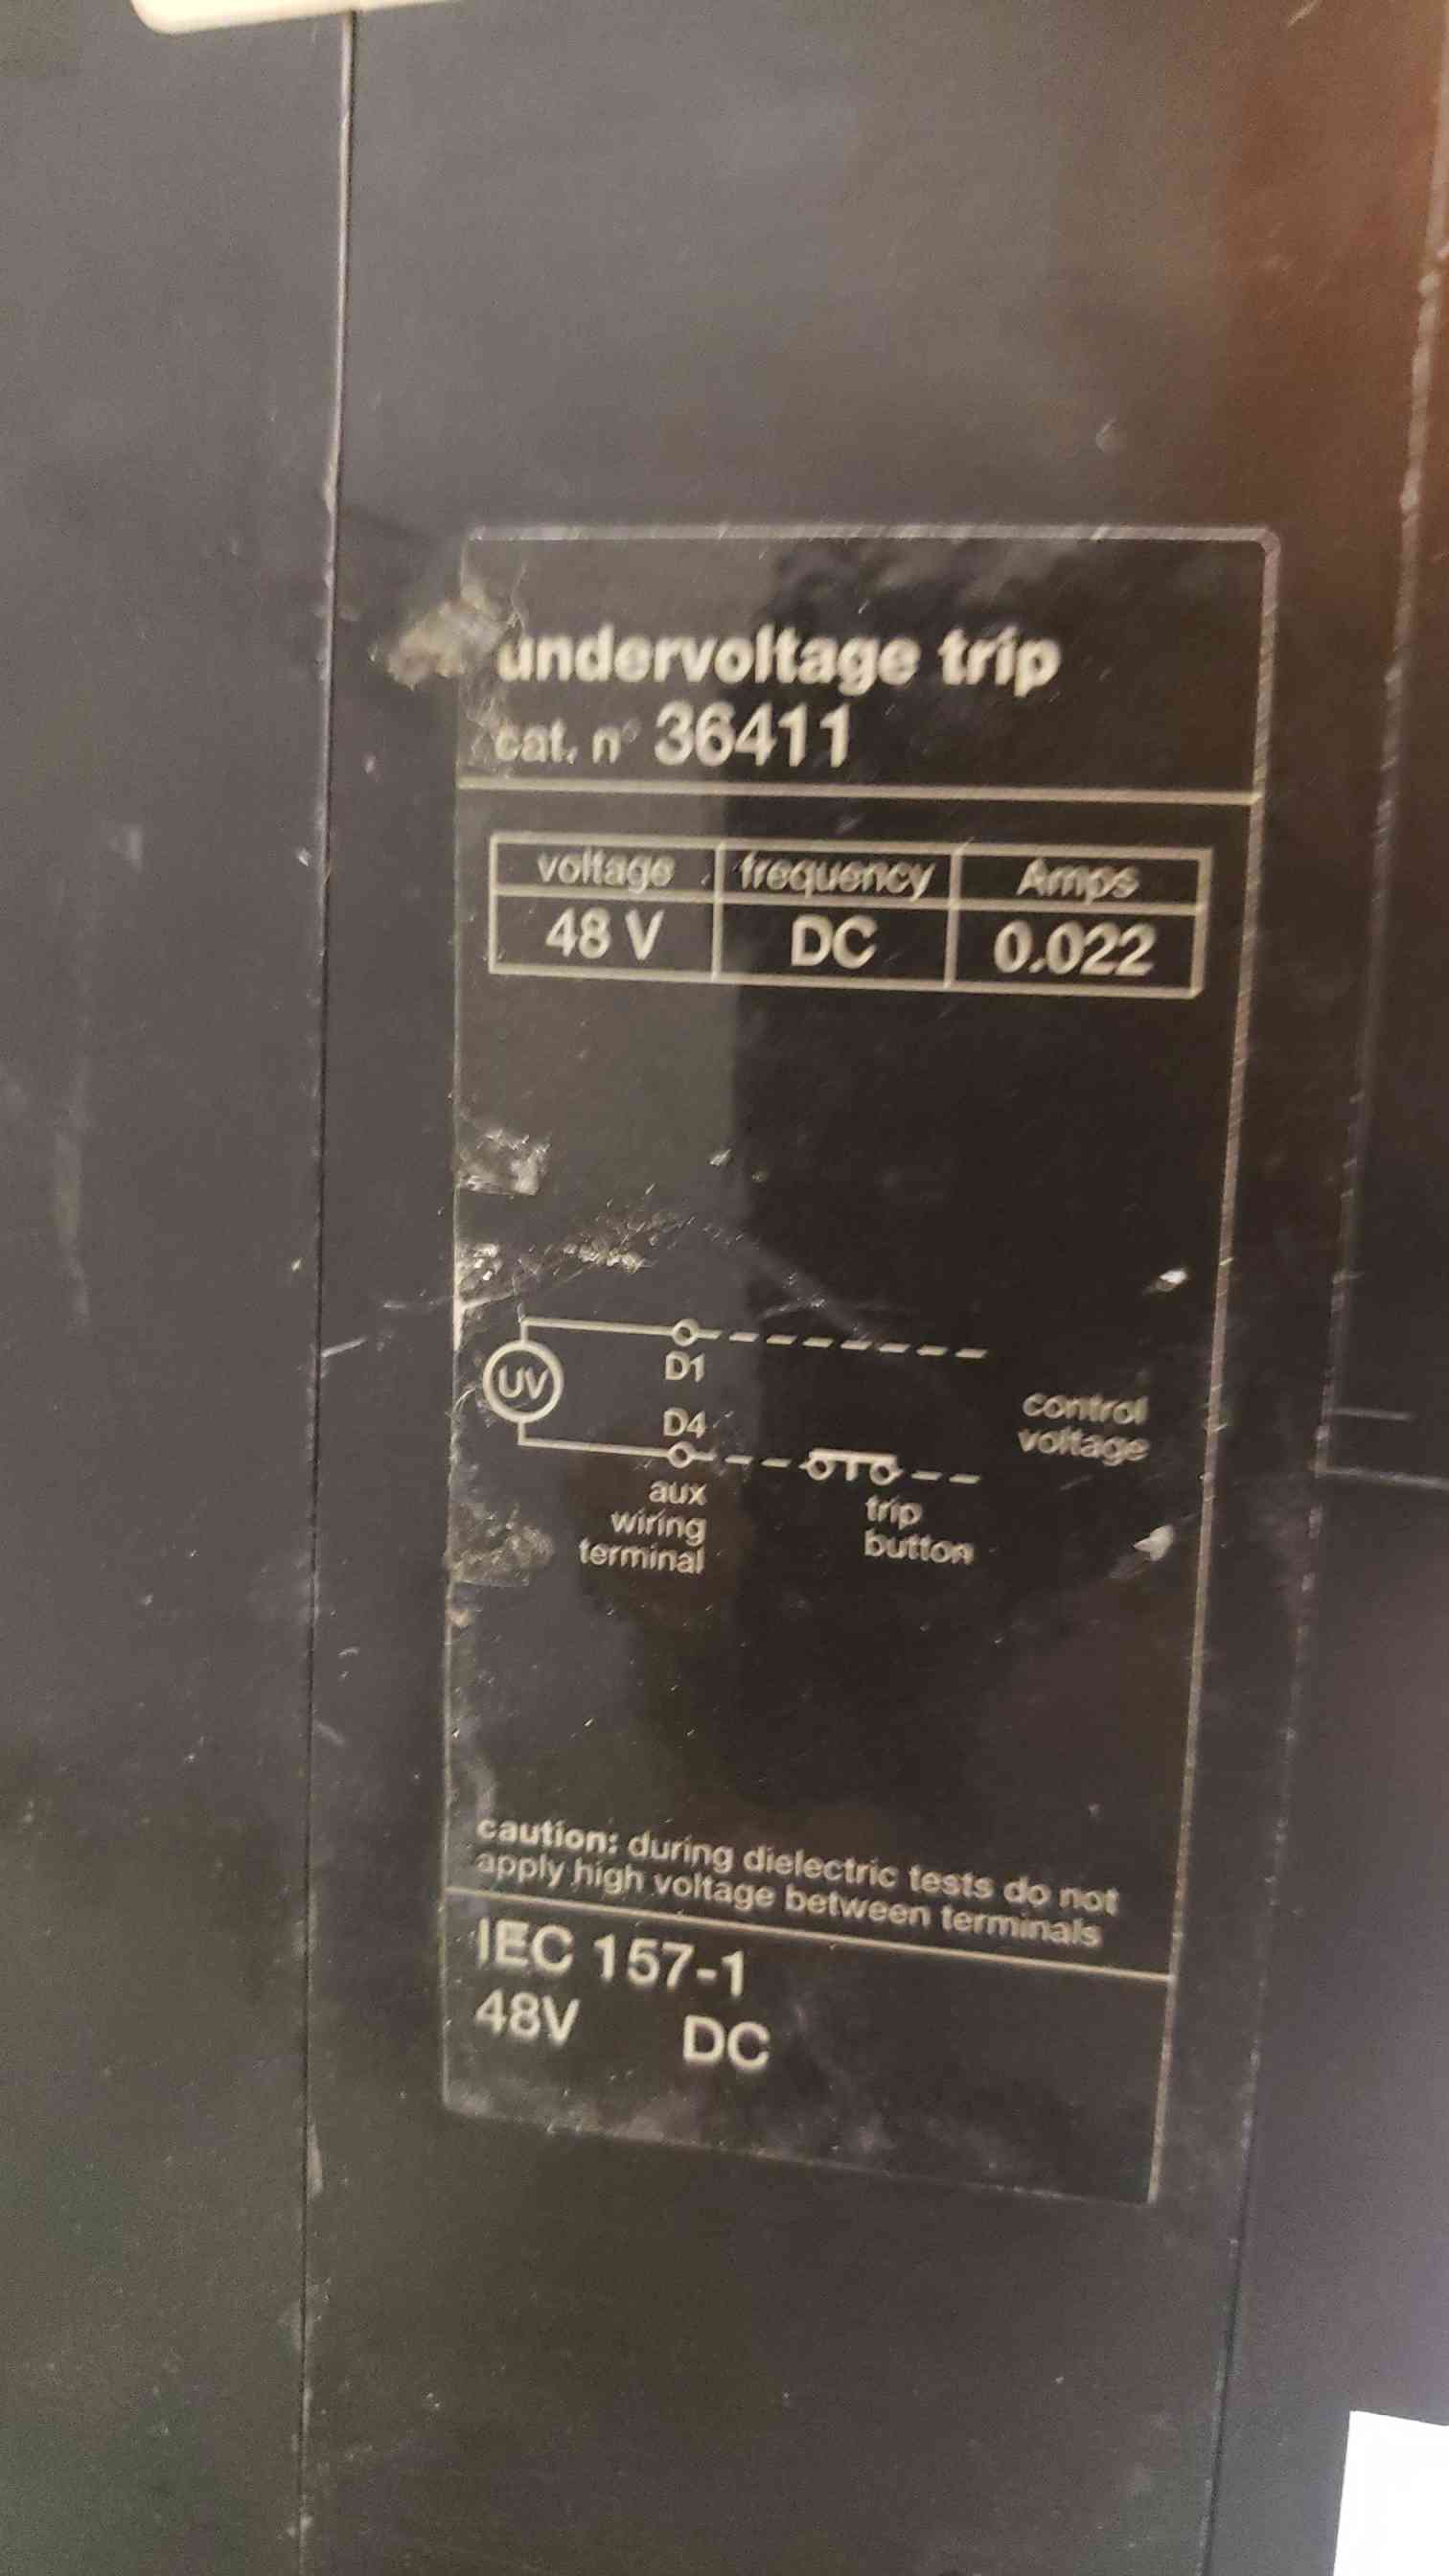 undervoltage trip
cat. n° 36411
voltage frequency Amps
48 V DC 0.022
UV
D1
D4
control
voltage
aux
wiring
terminal
trip
button
caution: during dielectric tests do not
apply high voltage between terminals
IEC 157-1
48V DC